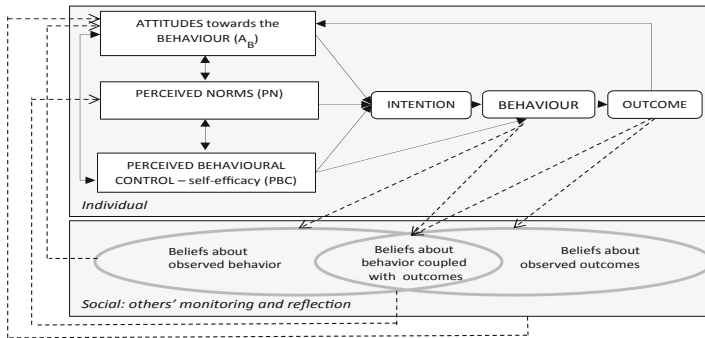 ATTITUDES towards the
BEHAVIOUR (AB)
PERCEIVED NORMS (PN)
INTENTION
BEHAVIOUR
OUTCOME
PERCEIVED BEHAVIOURAL
CONTROL – self-efficacy (PBC)
Individual
Beliefs about
observed behavior
Beliefs about
behavior coupled
with outcomes
Beliefs about
observed outcomes
Social: others’ monitoring and reflection